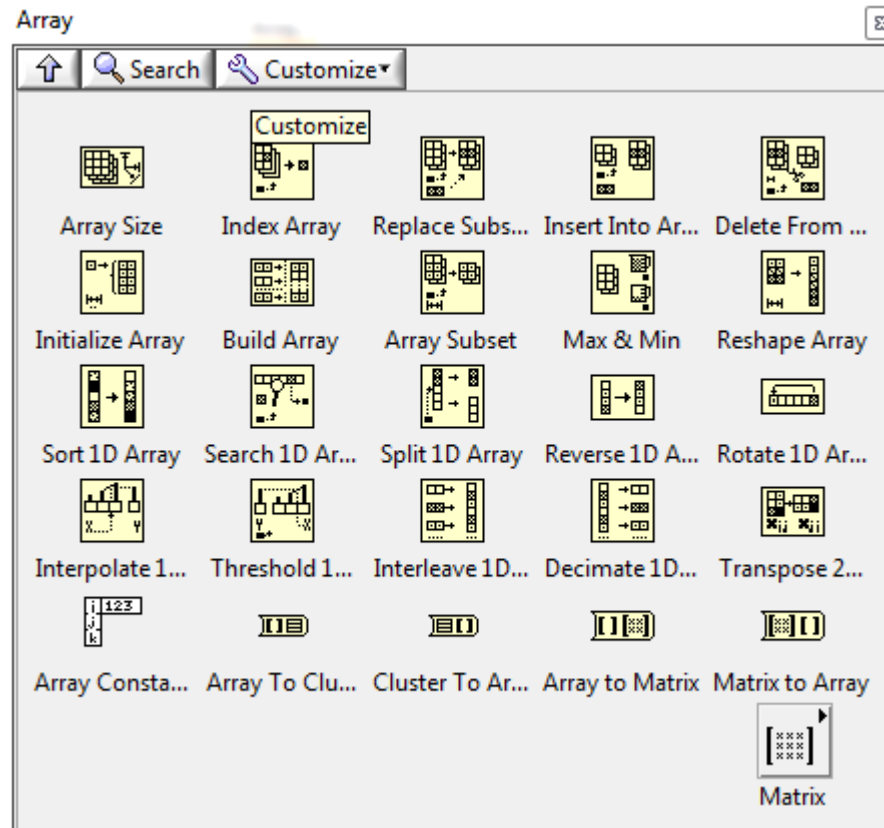 Array
Search Customize
Customize
Array Size Index Array Replace Subs... Insert Into Ar... Delete From ...
Initialize Array Build Array Array Subset Max & Min Reshape Array
Sort 1D Array Search 1D Ar... Split 1D Array Reverse 1D A... Rotate 1D Ar...
Interpolate 1... Threshold 1... Interleave 1D... Decimate 1D... Transpose 2...
Array Consta... Array To Clu... Cluster To Ar... Array to Matrix Matrix to Array
Matrix